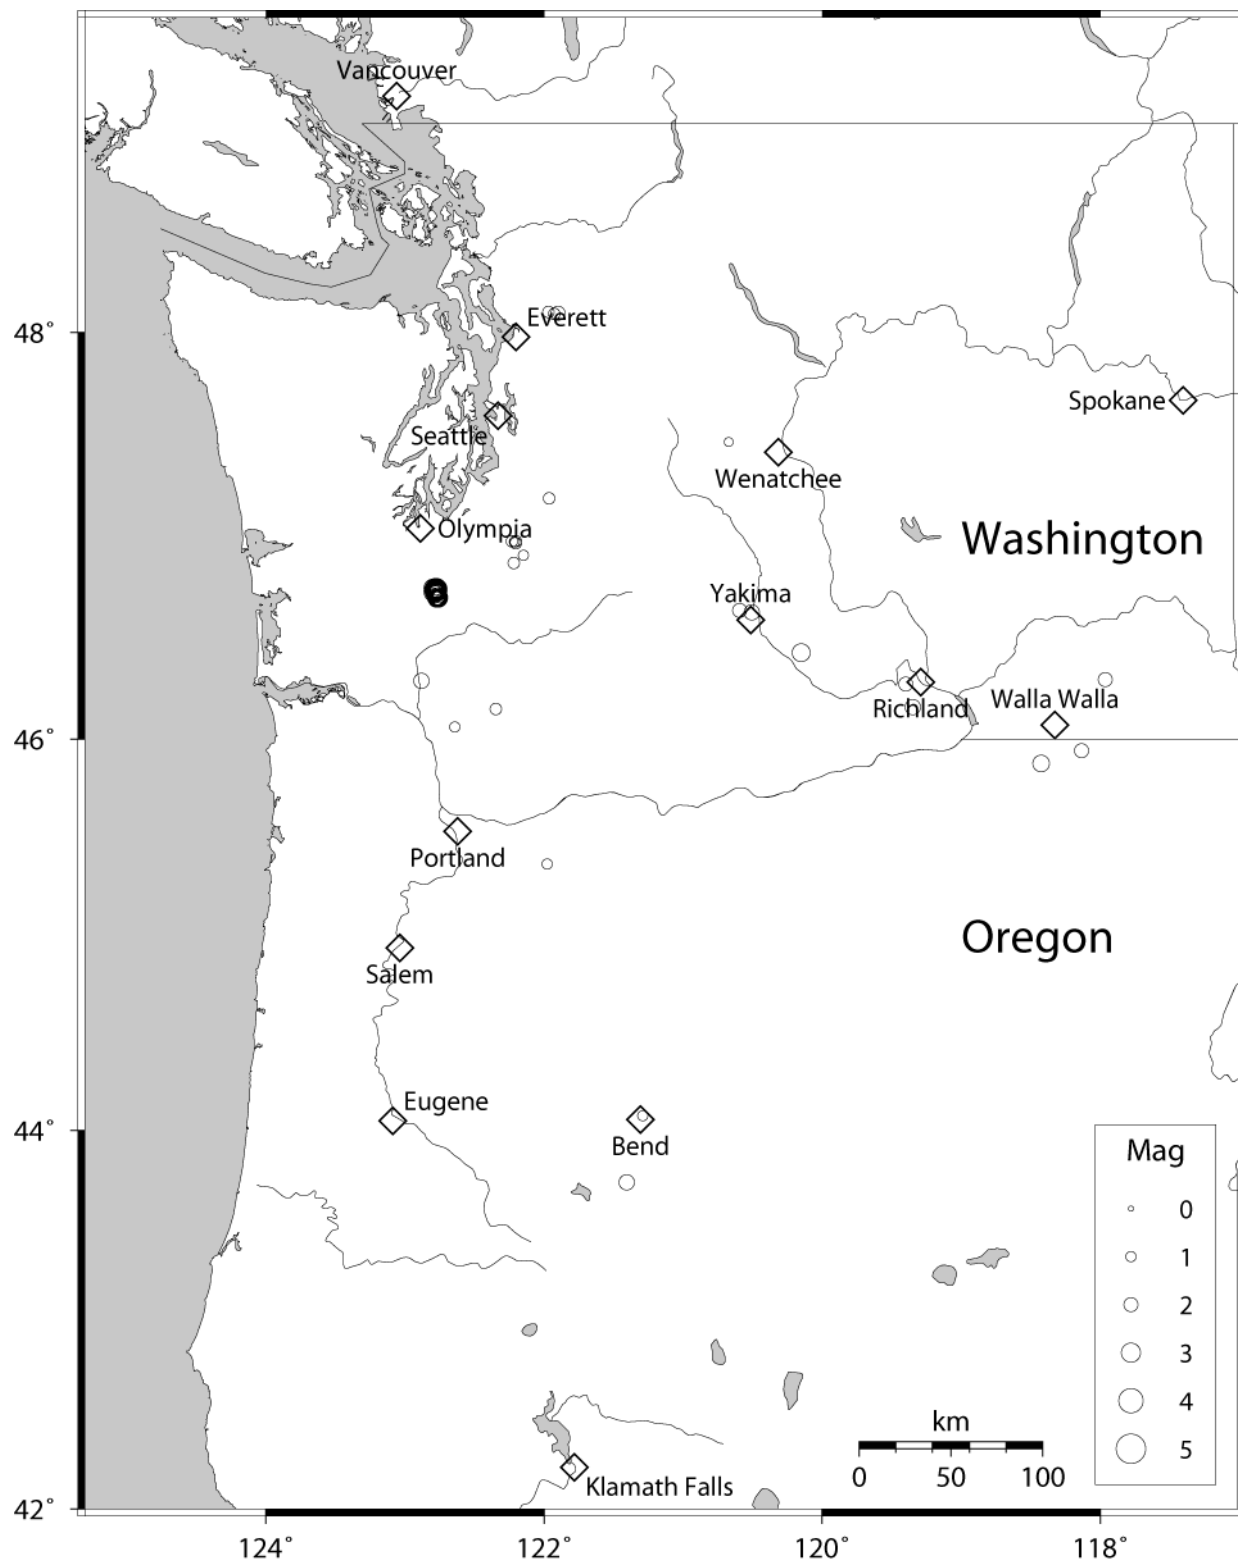 Vancouver
Everett
48°
Spokane
Seattle
Wenatchee
Olympia
Washington
Yakima
Richland
Walla Walla
46°
Portland
Oregon
Salem
Eugene
44°
Bend
Mag
0
1
2
3
4
5
km
0 50 100
Klamath Falls
42°
124° 122° 120° 118°